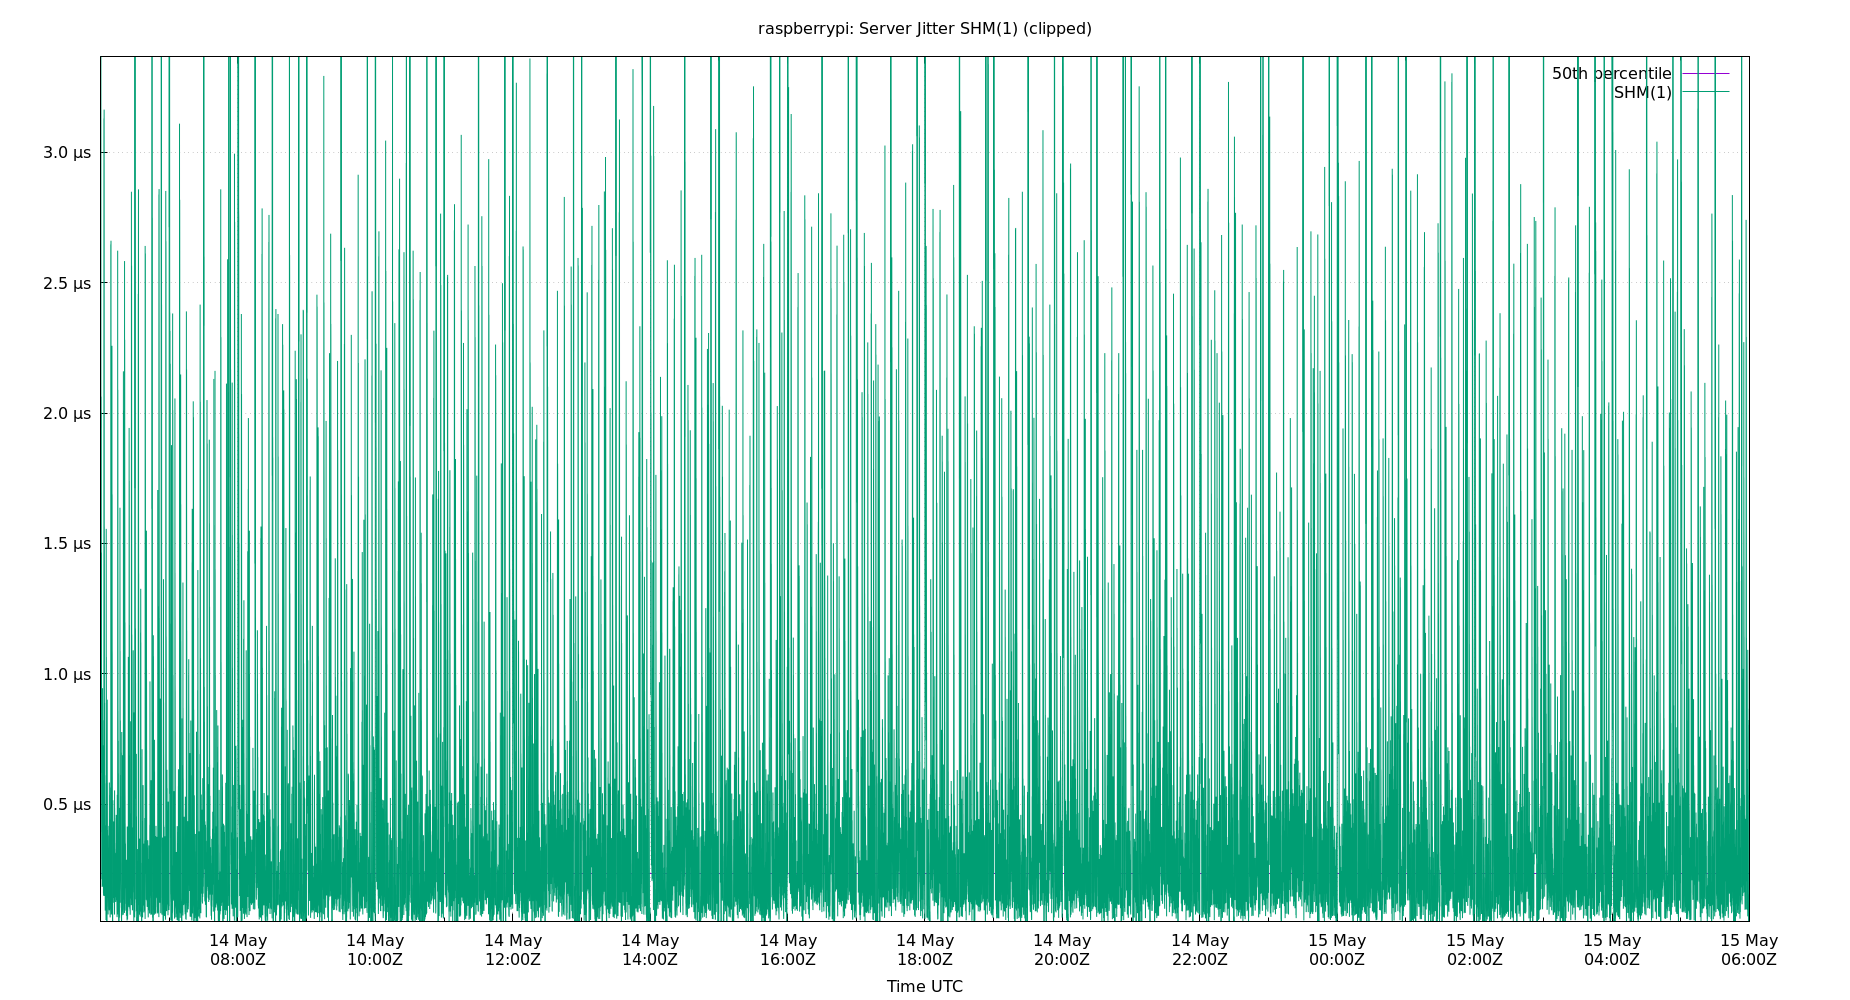 raspberrypi: Server Jitter SHM(1) (clipped)
50th percentile
SHM(1)
3.0 µs
2.5 µs
2.0 µs
1.5 µs
1.0 µs
0.5 µs
14 May 14 May 14 May 14 May 14 May 14 May 14 May 14 May 15 May 15 May 15 May 15 May
08:00Z 10:00Z 12:00Z 14:00Z 16:00Z 18:00Z 20:00Z 22:00Z 00:00Z 02:00Z 04:00Z 06:00Z
Time UTC